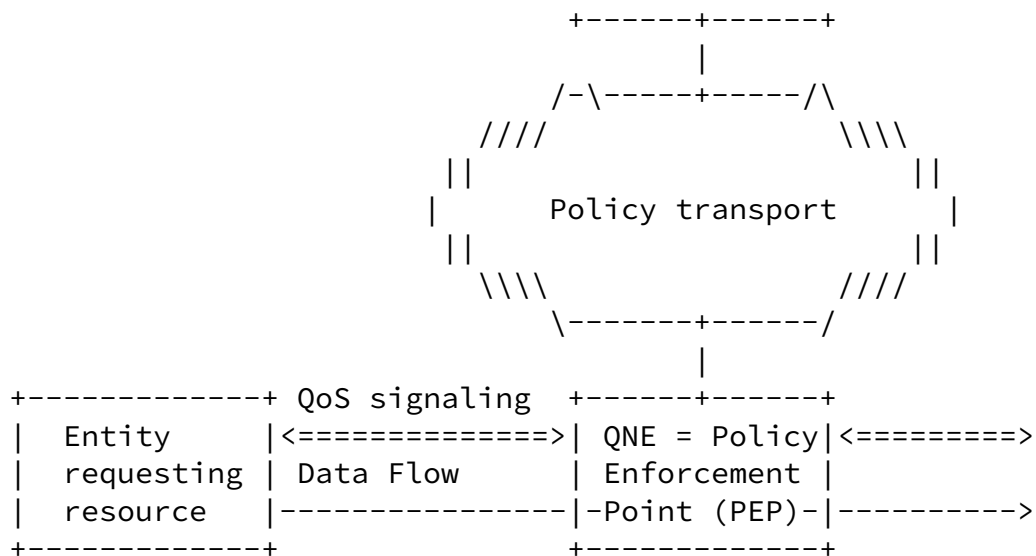 +------+------+
|
/-\-----+-----/\
////                \\\\
||                        ||
|      Policy transport      |
||                        ||
\\\\                ////
\-------+------/
|
+-------------+ QoS signaling  +------+------+
|  Entity     |<==============>| QNE = Policy|<=========>
|  requesting | Data Flow      | Enforcement |
|  resource   |----------------|-Point (PEP)-|---------->
+-------------+                +-------------+